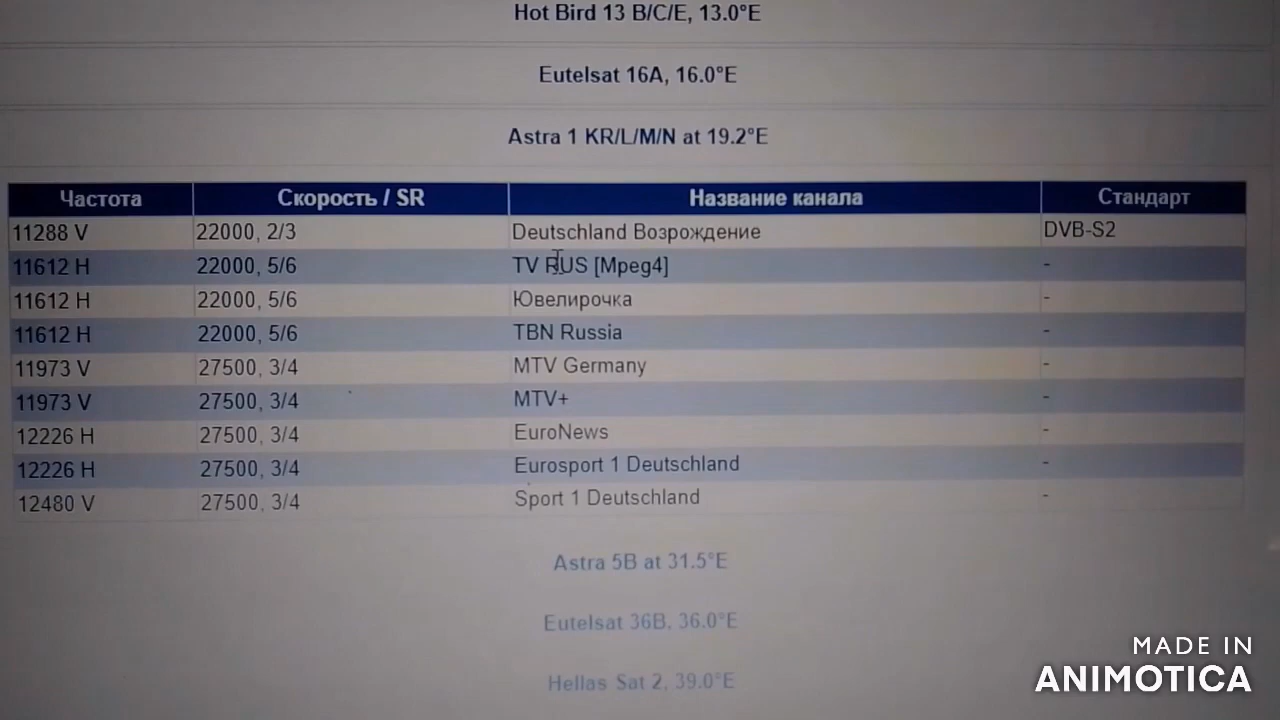 Hot Bird 13 B/C/E, 13.0°E
Eutelsat 16A, 16.0°E
Astra 1 KR/L/M/N at 19.2°E
Частота Скорость / SR Название канала Стандарт
11288 V 22000, 2/3 Deutschland Возрождение DVB-S2
11612 H 22000, 5/6 TV RUS [Mpeg4] -
11612 H 22000, 5/6 Ювелирочка -
11612 H 22000, 5/6 TBN Russia -
11973 V 27500, 3/4 MTV Germany -
11973 V 27500, 3/4 MTV+ -
12226 H 27500, 3/4 EuroNews -
12226 H 27500, 3/4 Eurosport 1 Deutschland -
12480 V 27500, 3/4 Sport 1 Deutschland -
Astra 5B at 31.5°E
Eutelsat 36B, 36.0°E
Hellas Sat 2, 39.0°E
MADE IN
ANIMOTICA